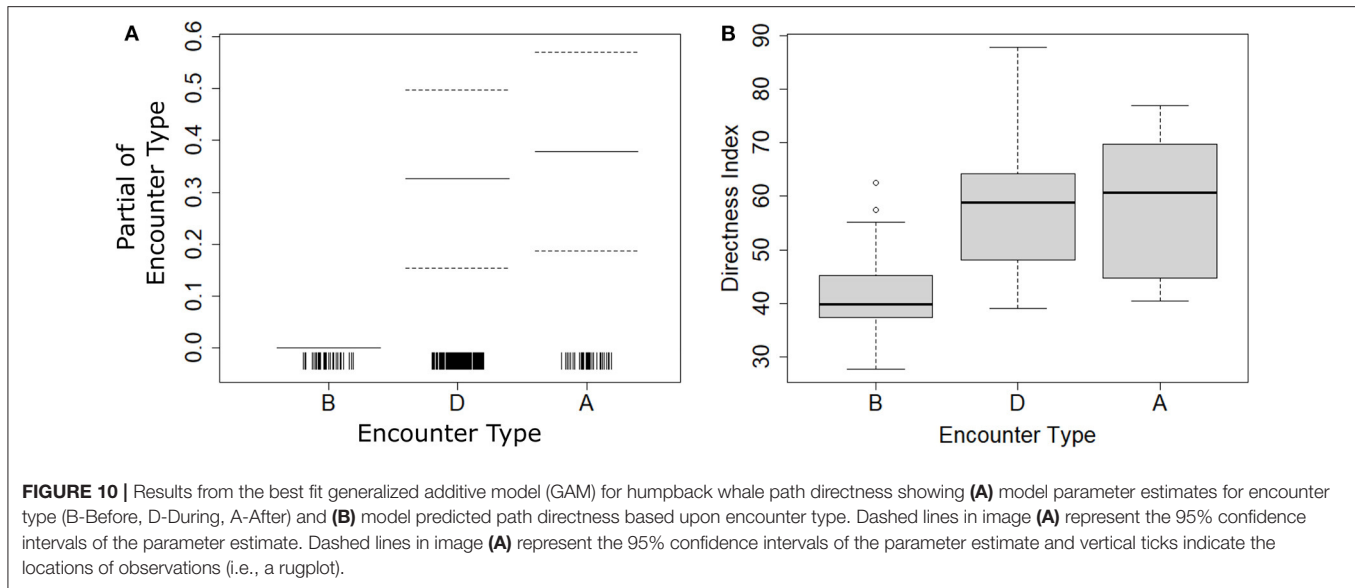 A
0.6
0.5
0.4
0.3
0.2
0.1
0.0
Partial of
Encounter Type
B
D
A
Encounter Type
B
90
80
70
60
50
40
30
Directness Index
B
D
A
Encounter Type
FIGURE 10 | Results from the best fit generalized additive model (GAM) for humpback whale path directness showing (A) model parameter estimates for encounter
type (B-Before, D-During, A-After) and (B) model predicted path directness based upon encounter type. Dashed lines in image (A) represent the 95% confidence
intervals of the parameter estimate. Dashed lines in image (A) represent the 95% confidence intervals of the parameter estimate and vertical ticks indicate the
locations of observations (i.e., a rugplot).